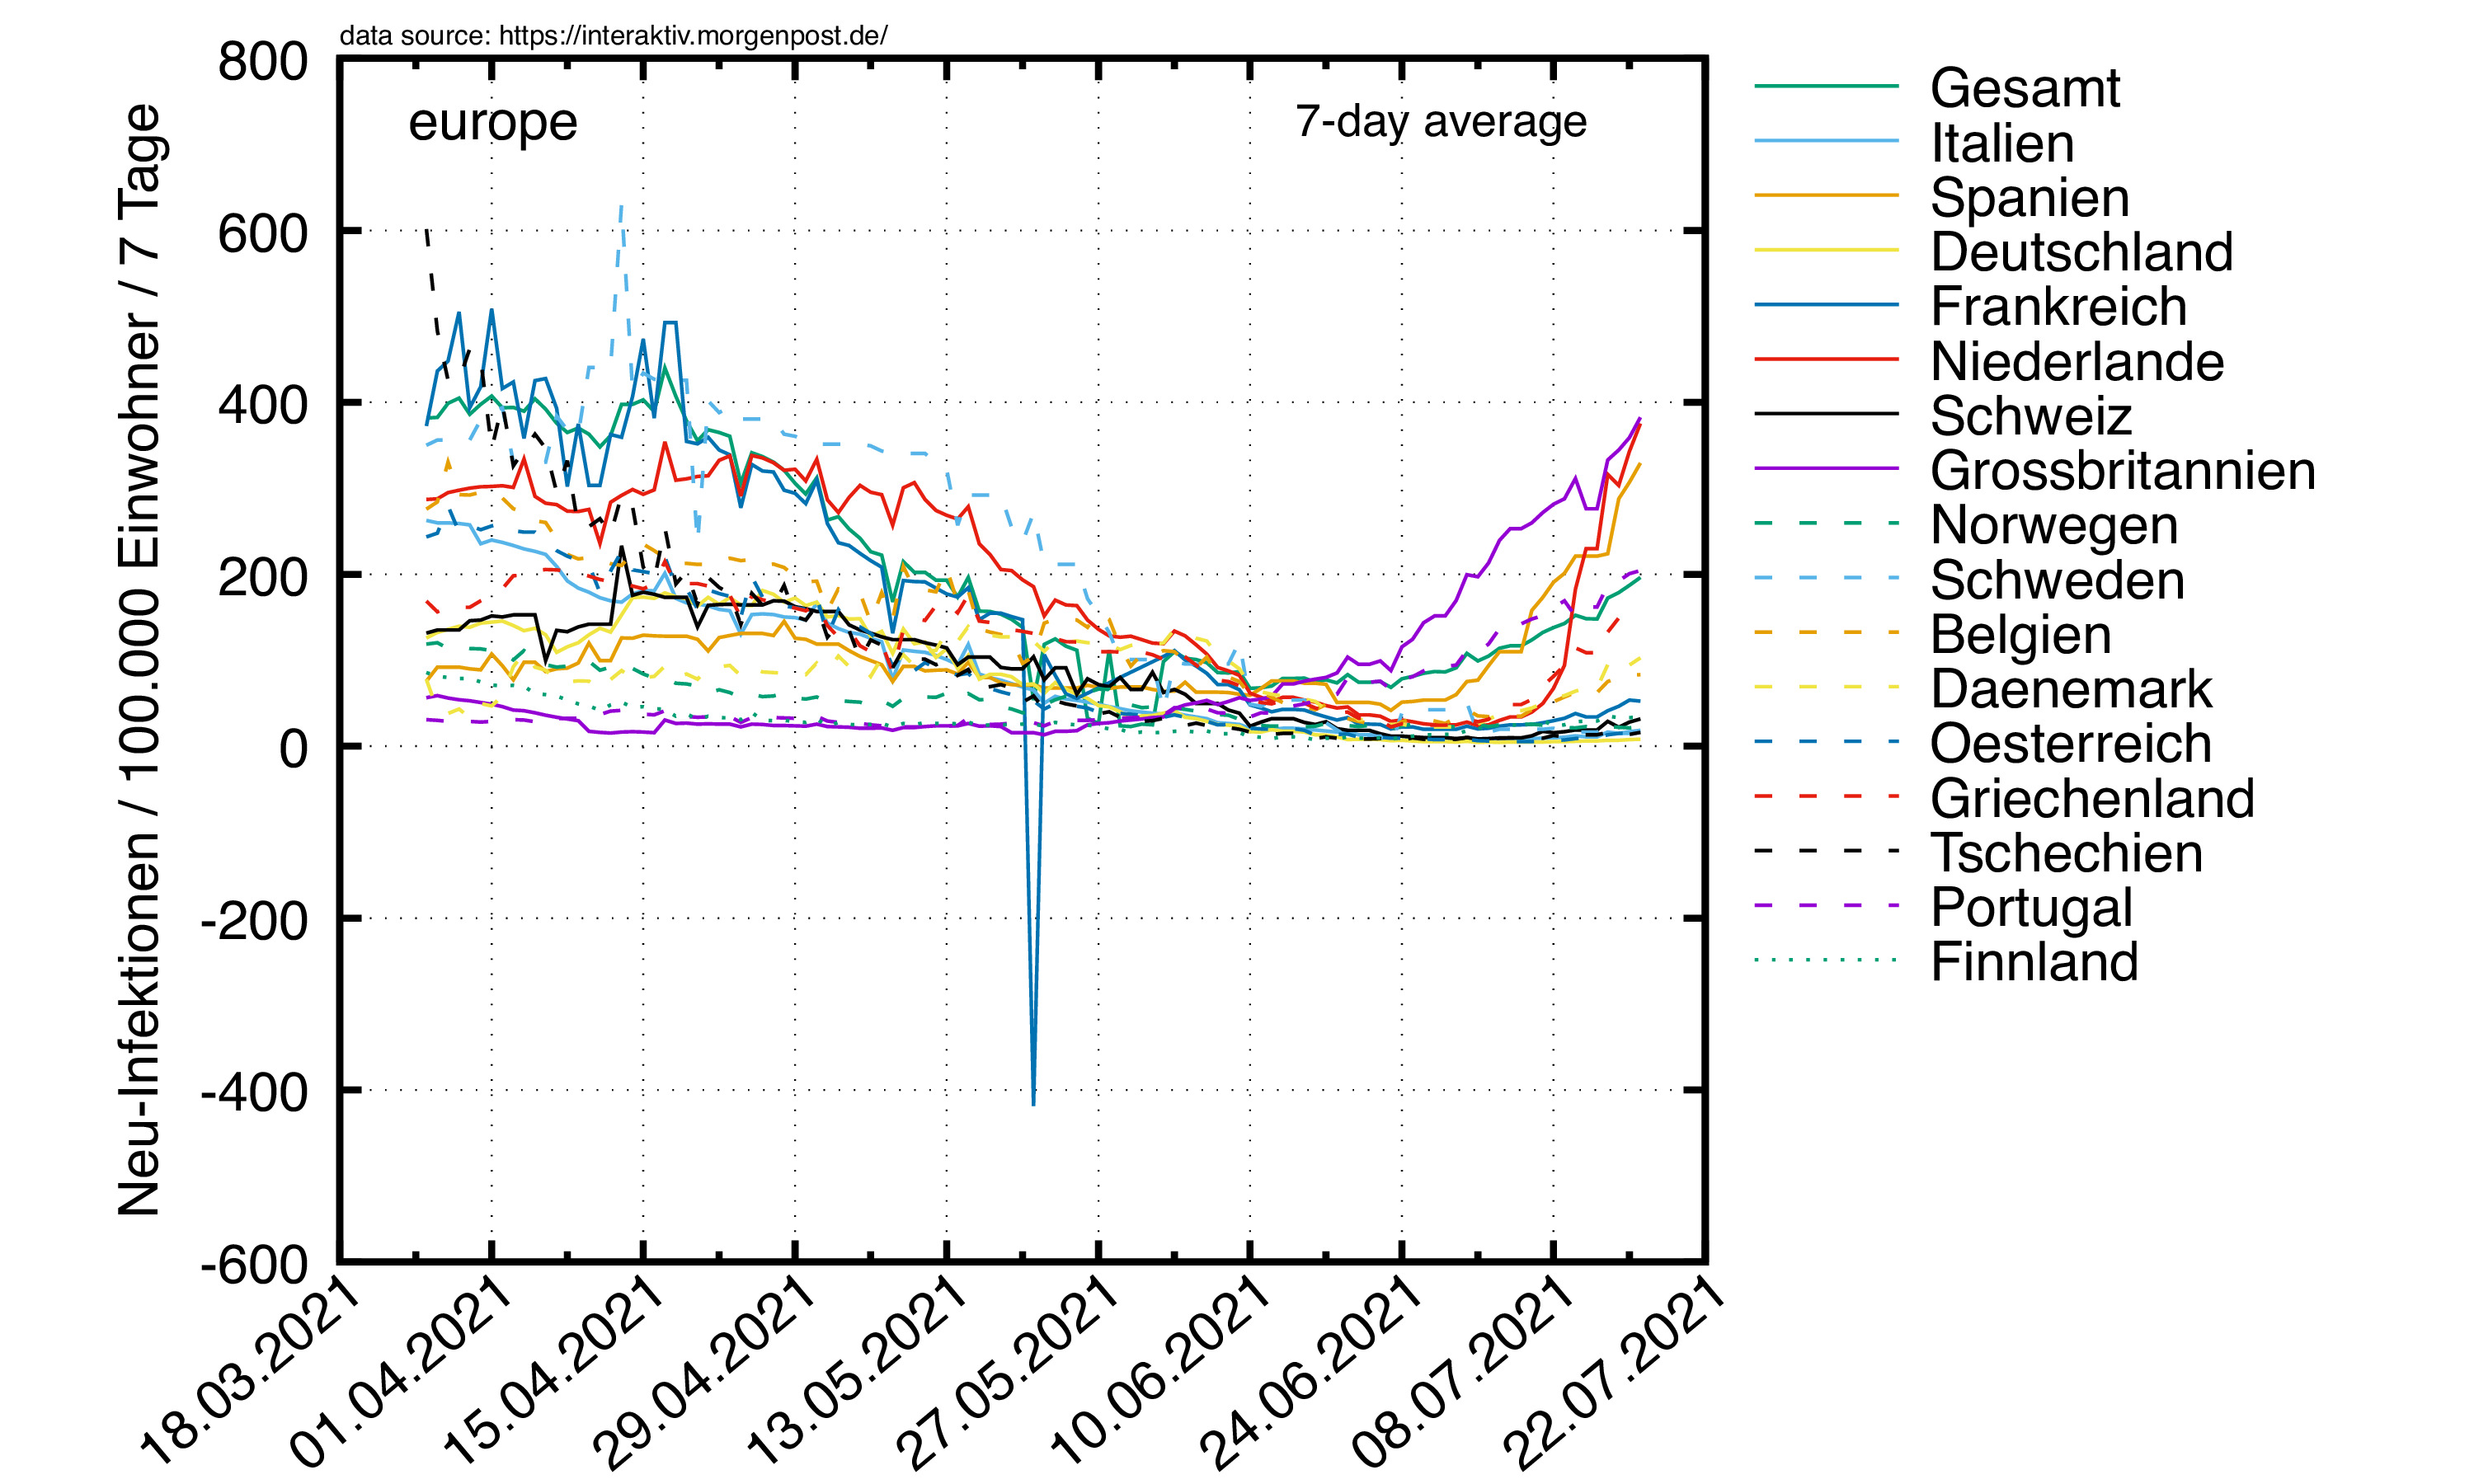 data source: https://interaktiv.morgenpost.de/
europe
7-day average
Neu-Infektionen / 100.000 Einwohner / 7 Tage
800
600
400
200
0
-200
-400
-600
18.03.2021
01.04.2021
15.04.2021
29.04.2021
13.05.2021
27.05.2021
10.06.2021
24.06.2021
08.07.2021
22.07.2021
Gesamt
Italien
Spanien
Deutschland
Frankreich
Niederlande
Schweiz
Grossbritannien
Norwegen
Schweden
Belgien
Daenemark
Oesterreich
Griechenland
Tschechien
Portugal
Finnland